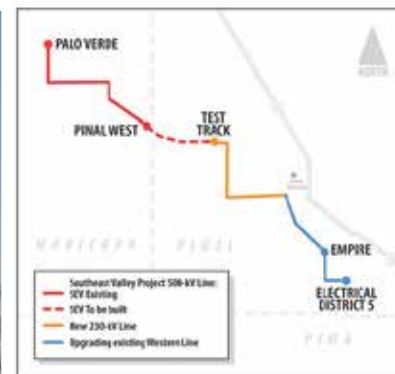 PALO VERDE
PINAL WEST
TEST
TRACK
NORTH
MARICOPA
PINAL
EMPIRE
ELECTRICAL
DISTRICT 5
PIMA
Southeast Valley Project 500-kV Line:
SEV Existing
SEV To be built
New 230-kV Line
Upgrading existing Western Line